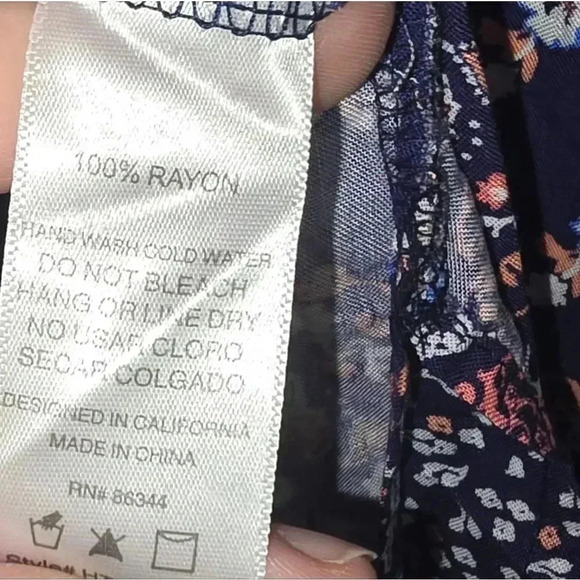 100% RAYON
HAND WASH COLD WATER
DO NOT BLEACH
HANG OR LINE DRY
NO USAR CLORO
SECAR COLGADO
DESIGNED IN CALIFORNIA
MADE IN CHINA
RN# 86344
Style#